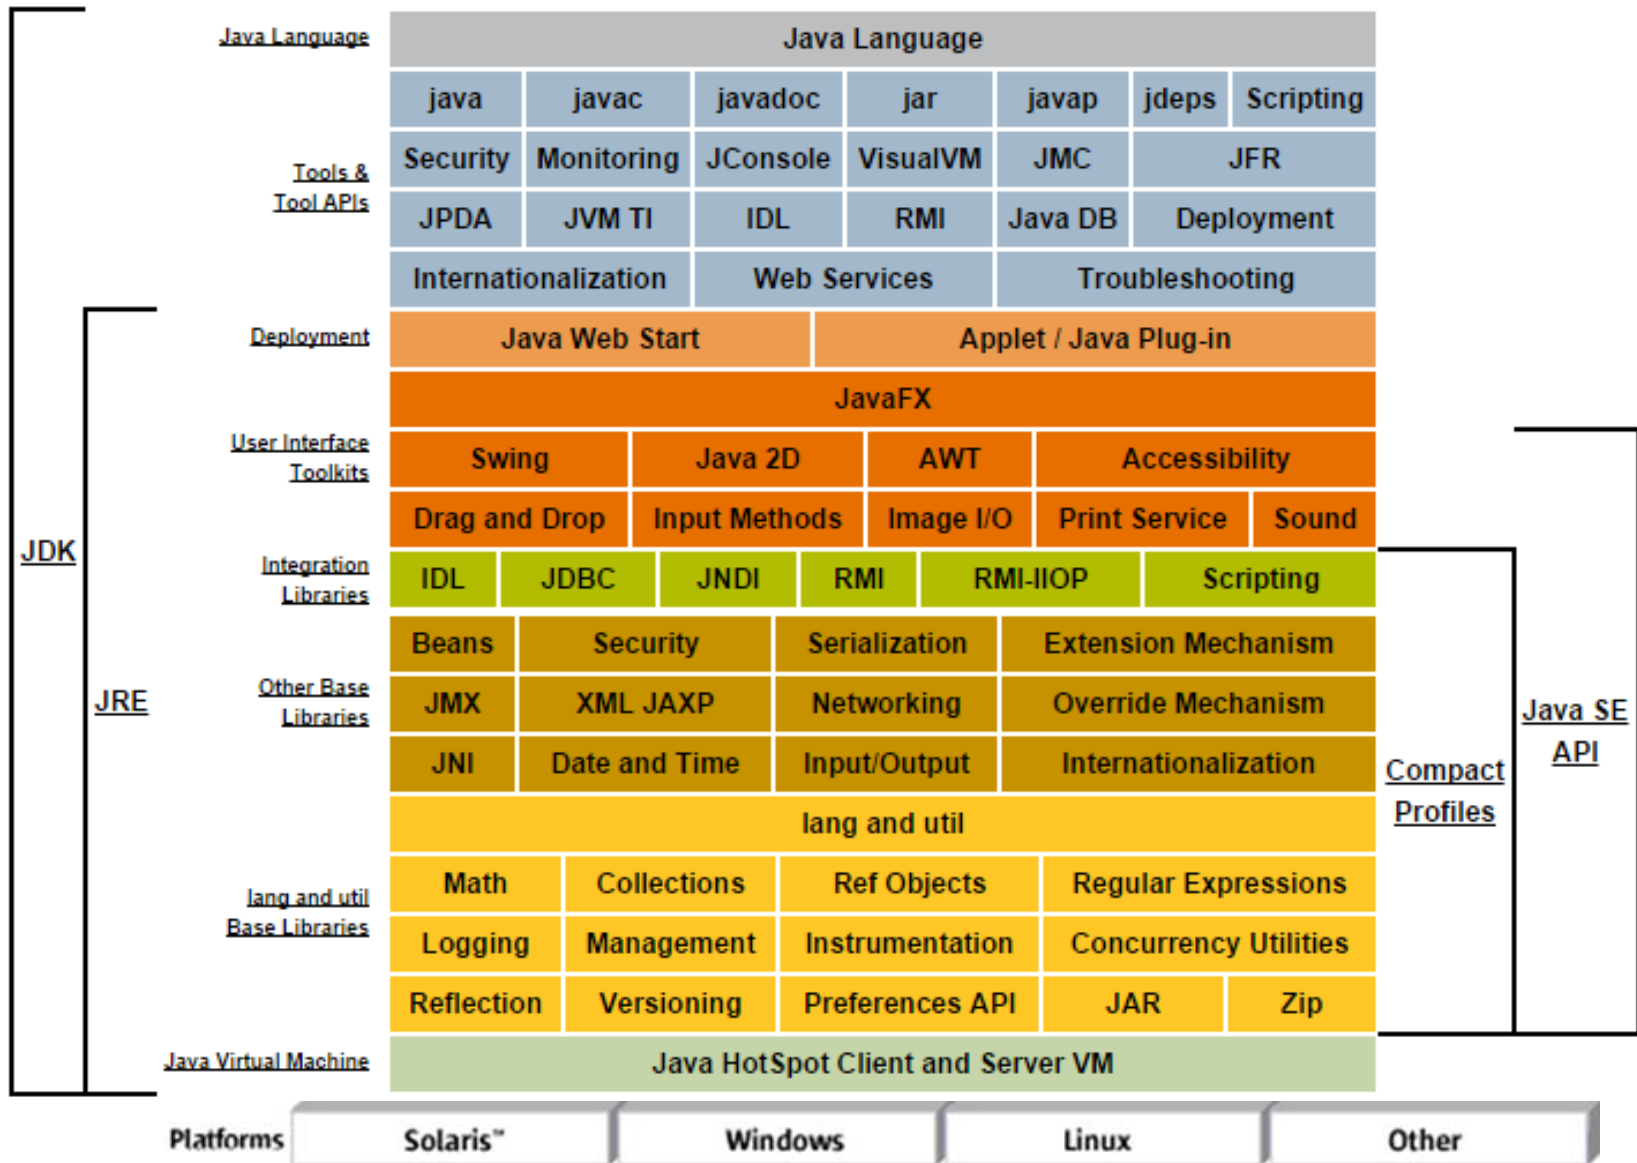 Java Language
Java Language
java javac javadoc jar javap jdeps Scripting
Tools &
Tool APIs
Security Monitoring JConsole VisualVM JMC JFR
JPDA JVM TI IDL RMI Java DB Deployment
Internationalization Web Services Troubleshooting
Deployment
Java Web Start Applet / Java Plug-in
JavaFX
User Interface
Toolkits
Swing Java 2D AWT Accessibility
Drag and Drop Input Methods Image I/O Print Service Sound
JDK
Integration
Libraries
IDL JDBC JNDI RMI RMI-IIOP Scripting
Beans Security Serialization Extension Mechanism
JRE
Other Base
Libraries
JMX XML JAXP Networking Override Mechanism
Java SE
API
JNI Date and Time Input/Output Internationalization
Compact
Profiles
lang and util
lang and util
Base Libraries
Math Collections Ref Objects Regular Expressions
Logging Management Instrumentation Concurrency Utilities
Reflection Versioning Preferences API JAR Zip
Java Virtual Machine
Java HotSpot Client and Server VM
Platforms Solaris™ Windows Linux Other